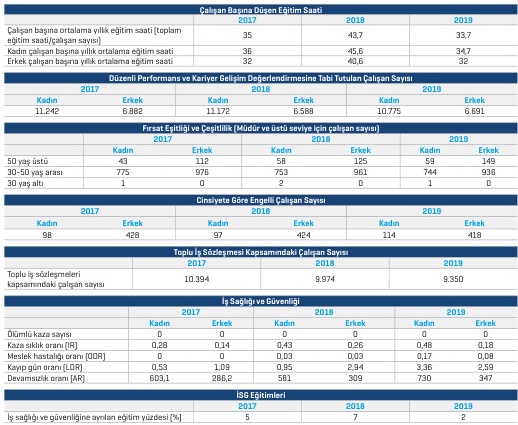 Çalışan Başına Düşen Eğitim Saati
2017 2018 2019
Çalışan başına ortalama yıllık eğitim saati (toplam eğitim saati/çalışan sayısı) 35 43,7 33,7
Kadın çalışan başına yıllık ortalama eğitim saati 36 45,6 34,7
Erkek çalışan başına yıllık ortalama eğitim saati 32 40,6 32
Düzenli Performans ve Kariyer Gelişim Değerlendirmesine Tabi Tutulan Çalışan Sayısı
2017 2018 2019
Kadın Erkek Kadın Erkek Kadın Erkek
11.242 6.882 11.172 6.588 10.775 6.691
Fırsat Eşitliği ve Çeşitlilik (Müdür ve üstü seviye için çalışan sayısı)
2017 2018 2019
Kadın Erkek Kadın Erkek Kadın Erkek
50 yaş üstü 43 112 58 125 59 149
30-50 yaş arası 775 976 753 961 744 936
30 yaş altı 1 0 2 0 1 0
Cinsiyete Göre Engelli Çalışan Sayısı
2017 2018 2019
Kadın Erkek Kadın Erkek Kadın Erkek
98 428 97 424 114 418
Toplu İş Sözleşmesi Kapsamındaki Çalışan Sayısı
2017 2018 2019
Toplu iş sözleşmeleri kapsamındaki çalışan sayısı 10.394 9.974 9.350
İş Sağlığı ve Güvenliği
2017 2018 2019
Kadın Erkek Kadın Erkek Kadın Erkek
Ölümlü kaza sayısı 0 0 0 0 0 0
Kaza sıklık oranı (IR) 0,28 0,14 0,43 0,26 0,48 0,18
Meslek hastalığı oranı (ODR) 0 0 0,03 0,03 0,17 0,08
Kayıp gün oranı (LDR) 0,53 1,09 0,95 2,94 3,36 2,59
Devamsızlık oranı (AR) 603,1 286,2 581 309 730 347
İSG Eğitimleri
2017 2018 2019
İş sağlığı ve güvenliğine ayrılan eğitim yüzdesi (%) 5 7 2